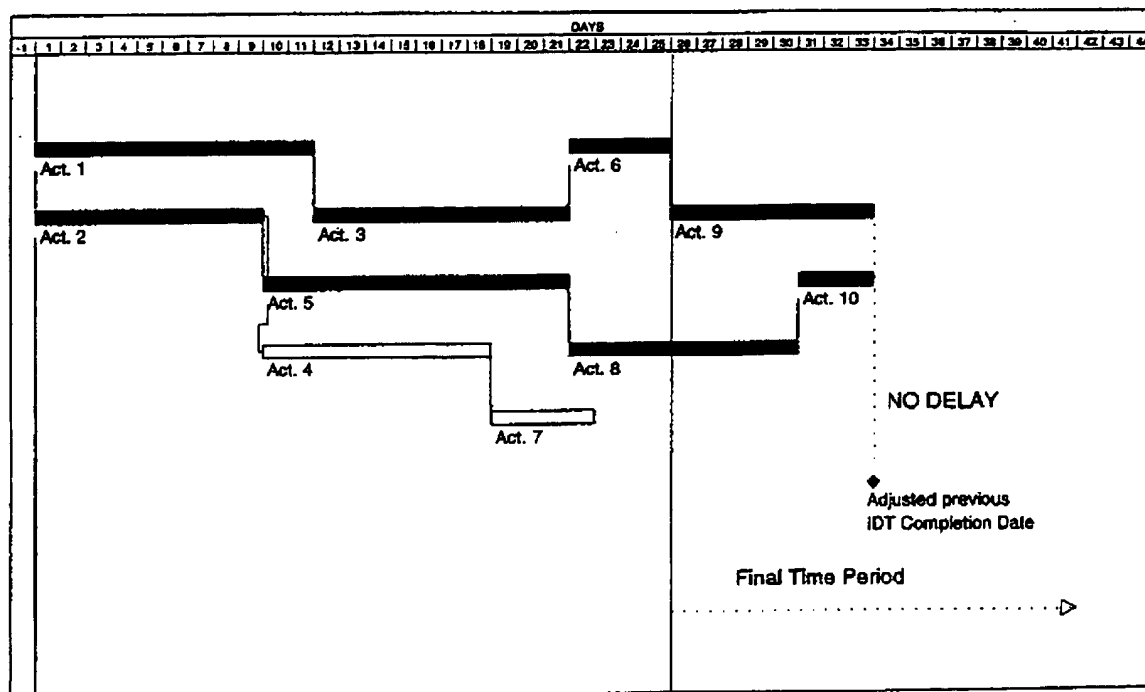 DAYS
-1 1 2 3 4 5 6 7 8 9 10 11 12 13 14 15 16 17 18 19 20 21 22 23 24 25 26 27 28 29 30 31 32 33 34 35 36 37 38 39 40 41 42 43 44
Act. 1
Act. 6
Act. 2
Act. 3
Act. 9
Act. 5
Act. 10
Act. 4
Act. 8
NO DELAY
Act. 7
Adjusted previous
IDT Completion Date
Final Time Period